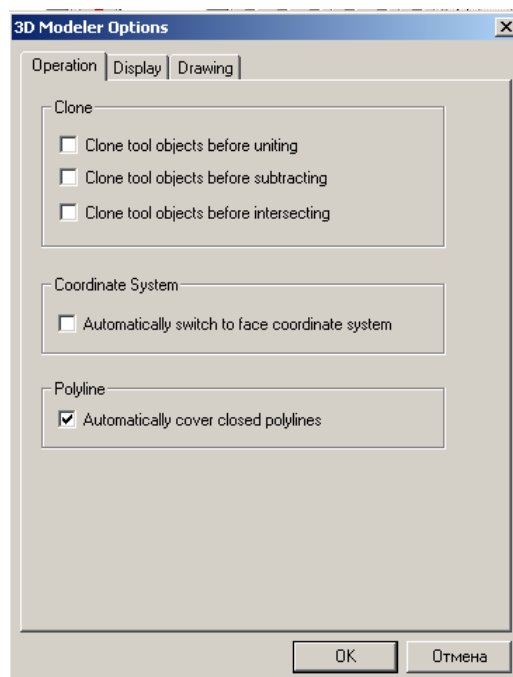 3D Modeler Options
Operation Display Drawing
Clone
Clone tool objects before uniting
Clone tool objects before subtracting
Clone tool objects before intersecting
Coordinate System
Automatically switch to face coordinate system
Polyline
Automatically cover closed polylines
OK Отмена